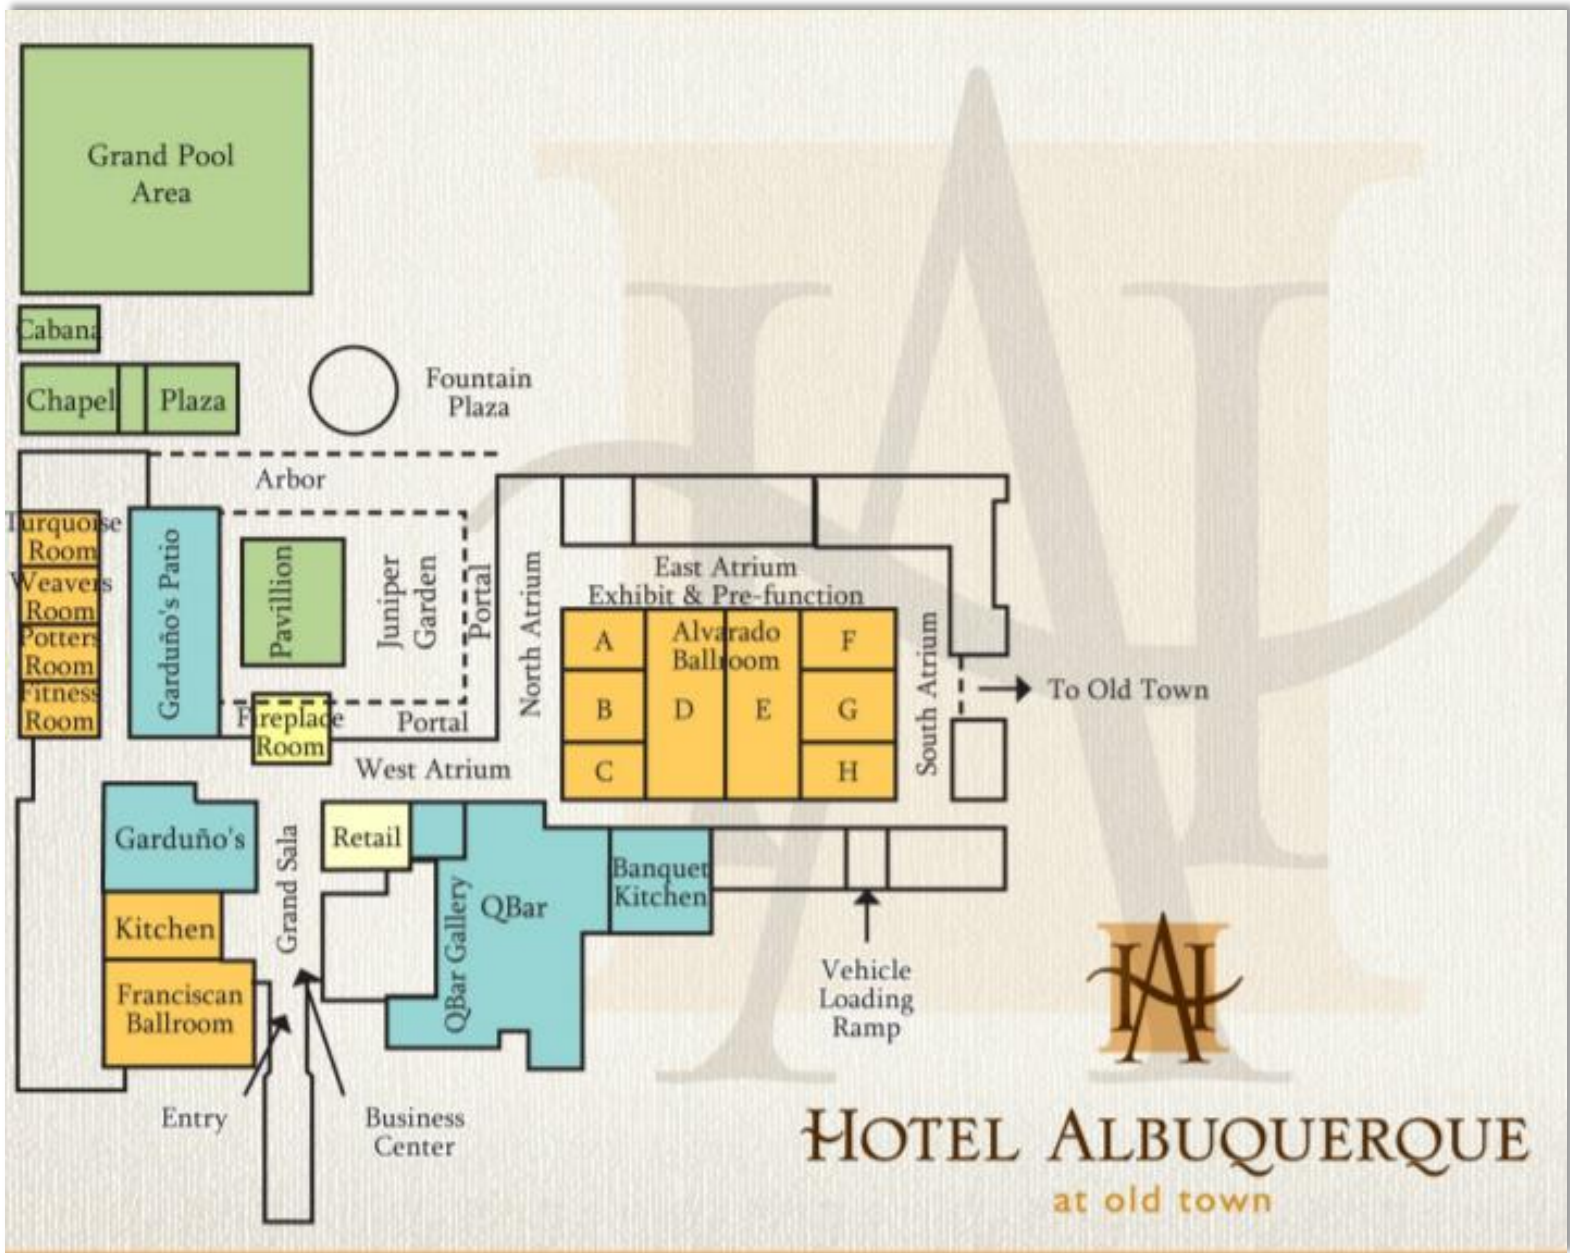 Grand Pool
Area
Cabana
Chapel
Plaza
Fountain
Plaza
Arbor
Turquoise
Room
Weavers
Room
Potters
Room
Fitness
Room
Garduño's Patio
Pavillion
Juniper
Garden
Portal
Fireplace
Room
Portal
West Atrium
North Atrium
East Atrium
Exhibit & Pre-function
A
B
C
Alvarado
Ballroom
D
E
F
G
H
South Atrium
To Old Town
Garduño's
Grand Sala
Retail
Kitchen
Franciscan
Ballroom
QBar Gallery
QBar
Banquet
Kitchen
Vehicle
Loading
Ramp
Entry
Business
Center
HOTEL ALBUQUERQUE
at old town